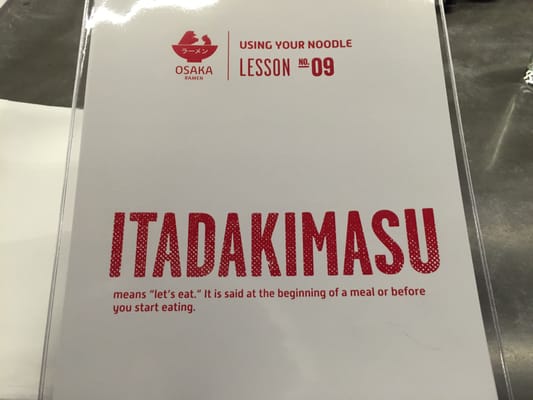 ラーメン
OSAKA
RAMEN
USING YOUR NOODLE
LESSON NO. 09
ITADAKIMASU
means “let’s eat.” It is said at the beginning of a meal or before
you start eating.